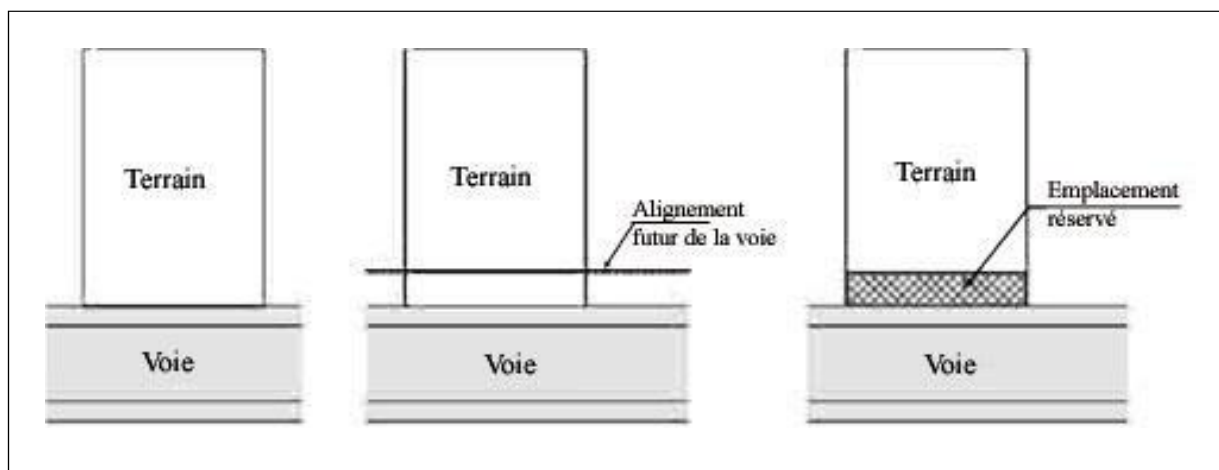 Terrain
Voie
Terrain
Alignement
futur de la voie
Voie
Terrain
Emplacement
réservé
Voie